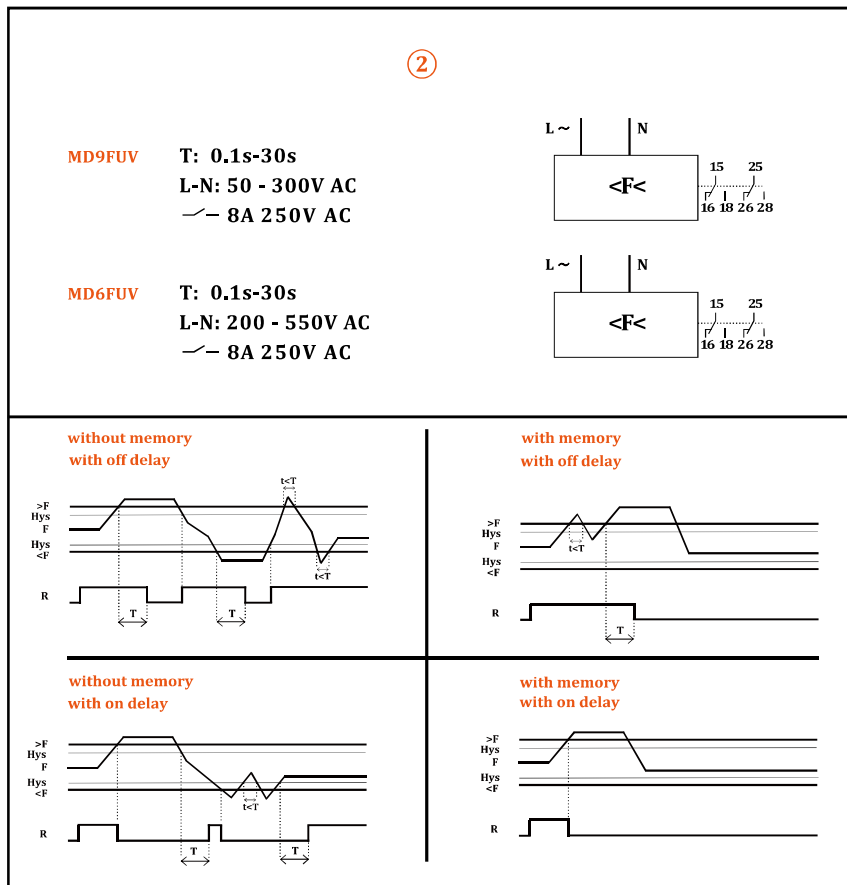 ②
MD9FUV
T: 0.1s-30s
L-N: 50 - 300V AC
8A 250V AC
L ~ N
<F<
15 25
16 18 26 28
MD6FUV
T: 0.1s-30s
L-N: 200 - 550V AC
8A 250V AC
L ~ N
<F<
15 25
16 18 26 28
without memory
with off delay
t<T
>F
Hys
F
Hys
<F
t<T
R
T T
with memory
with off delay
>F
Hys
F
t<T
Hys
<F
R
T
without memory
with on delay
>F
Hys
F
Hys
<F
t<T
R
T T
with memory
with on delay
>F
Hys
F
Hys
<F
R